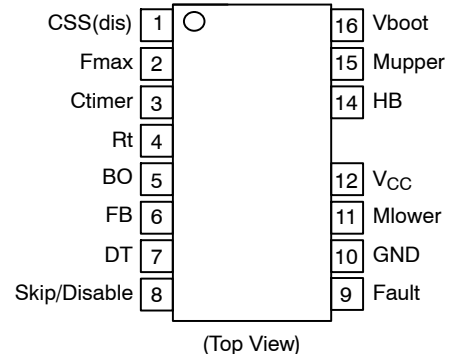 CSS(dis) 1 16 Vboot
Fmax 2 15 Mupper
Ctimer 3 14 HB
Rt 4
BO 5 12 VCC
FB 6 11 Mlower
DT 7 10 GND
Skip/Disable 8 9 Fault
(Top View)